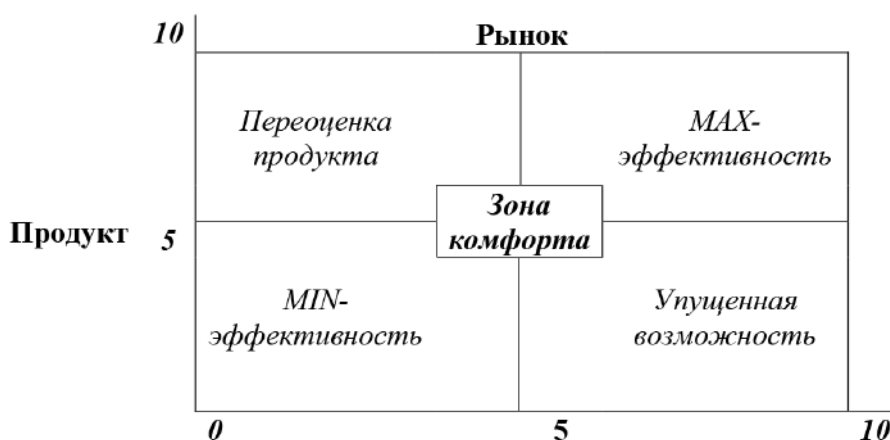 10
Рынок
Переоценка
продукта
MAX-
эффективность
Зона
комфорта
Продукт
5
MIN-
эффективность
Упущенная
возможность
0
5
10